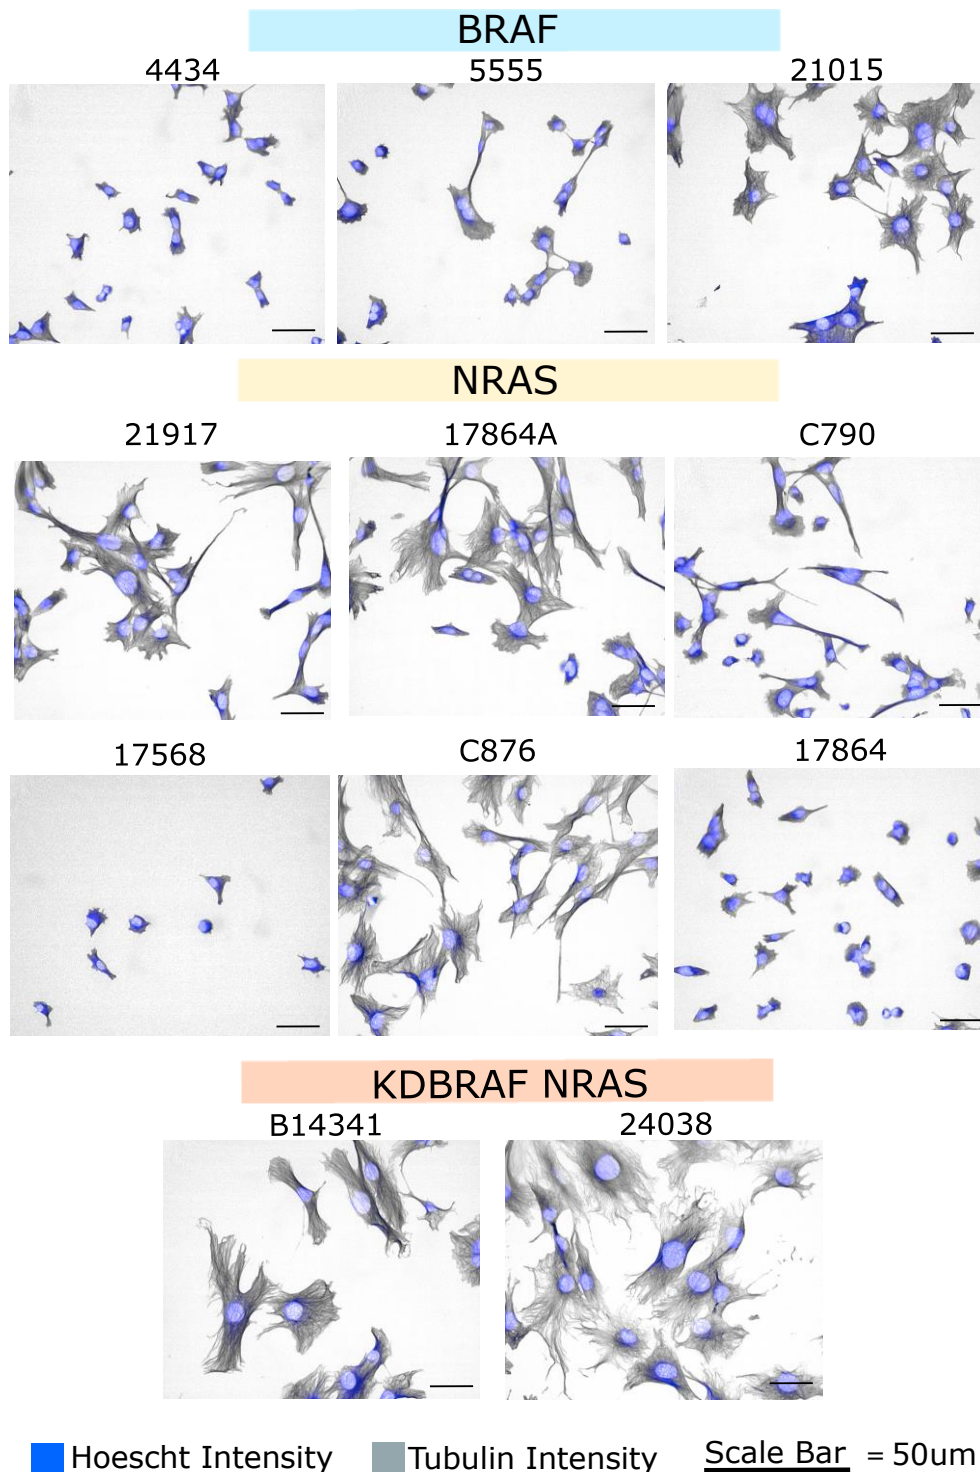 BRAF
4434 5555 21015
NRAS
21917 17864A C790
17568 C876 17864
KDBRAF NRAS
B14341 24038
Hoescht Intensity Tubulin Intensity Scale Bar = 50um